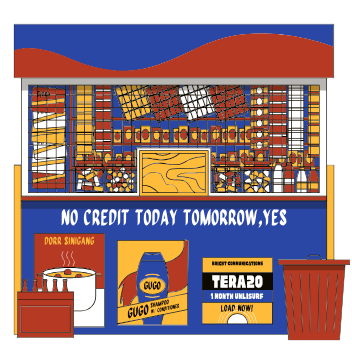 NO CREDIT TODAY TOMORROW,YES
DORR SINIGANG
GUGO
GUGO SHAMPOO
W/ CONDITIONER
BRIGHT COMMUNICATIONS
TERA20
1 MONTH UNLISURF
LOAD NOW!